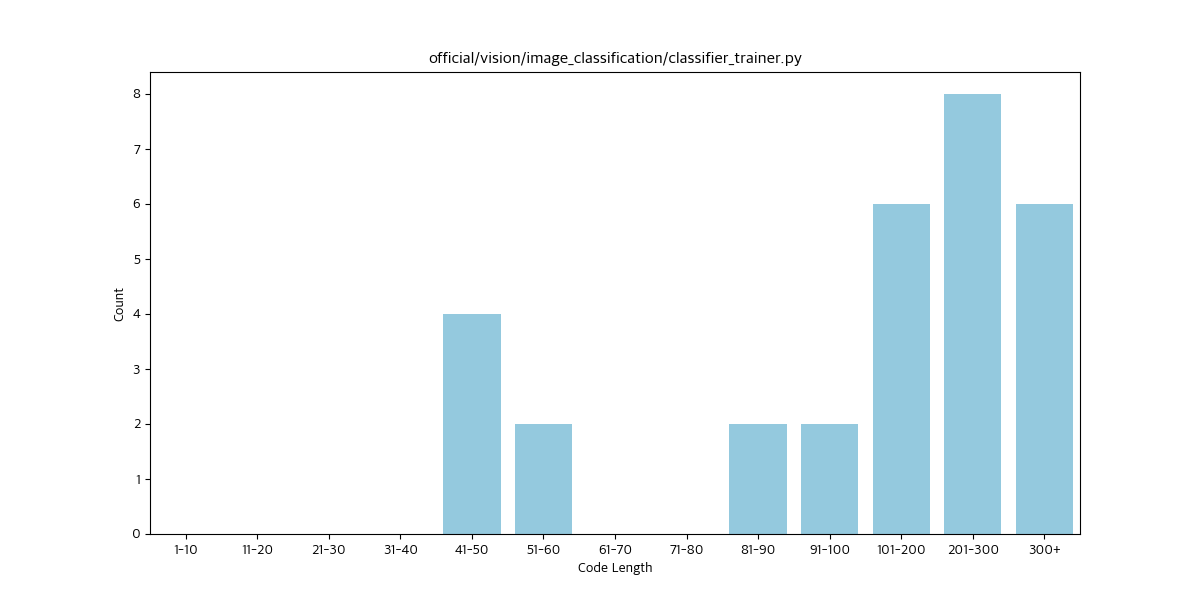 official/vision/image_classification/classifier_trainer.py
8
7
6
5
4
3
2
1
0
Count
1-10 11-20 21-30 31-40 41-50 51-60 61-70 71-80 81-90 91-100 101-200 201-300 300+
Code Length